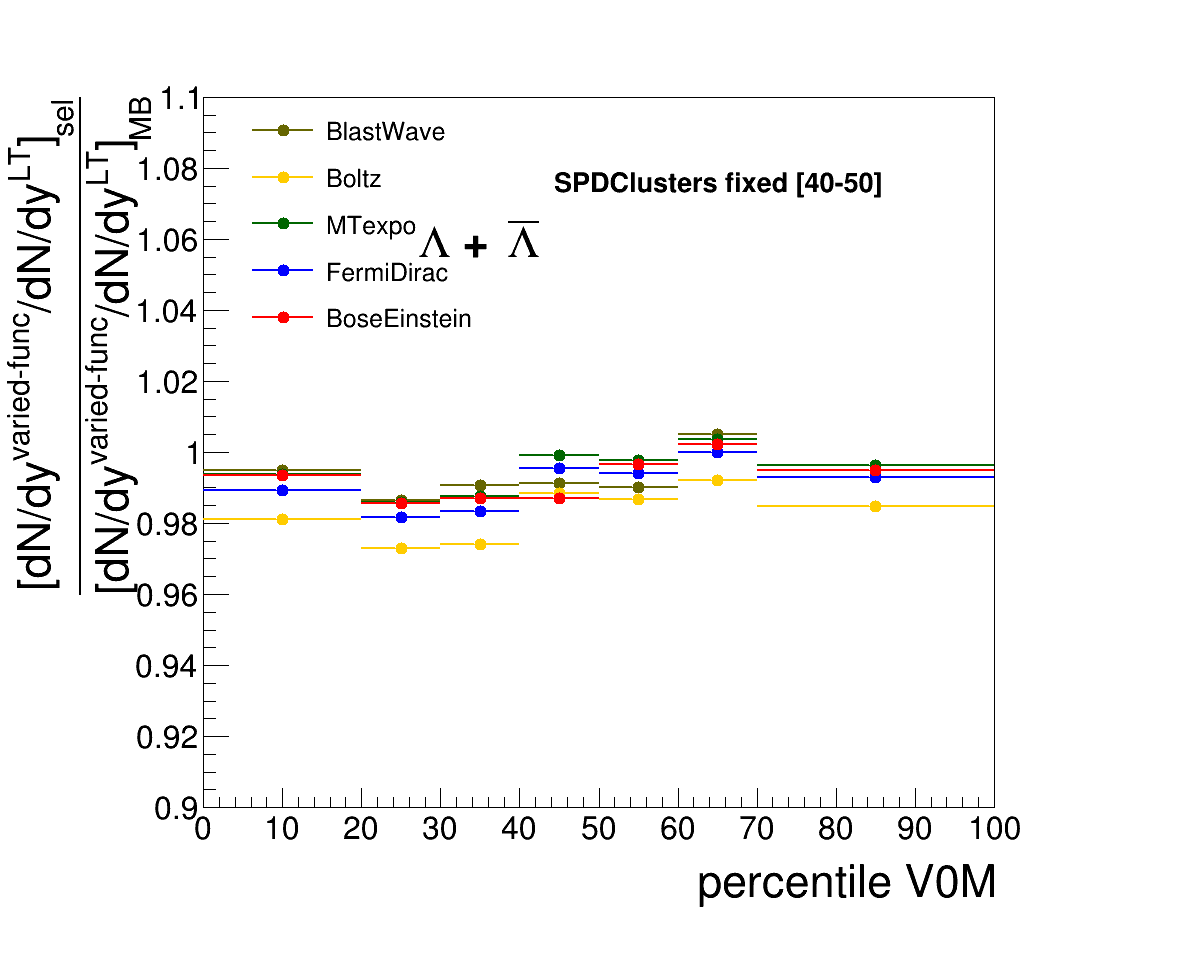 [dN/dy^varied-func/dN/dy^LT]_sel
[dN/dy^varied-func/dN/dy^LT]_MB
1.1
1.08
1.06
1.04
1.02
1
0.98
0.96
0.94
0.92
0.9
BlastWave
Boltz
MTexpo
FermiDirac
BoseEinstein
SPDClusters fixed [40-50]
Λ + Λ̅
0 10 20 30 40 50 60 70 80 90 100
percentile V0M